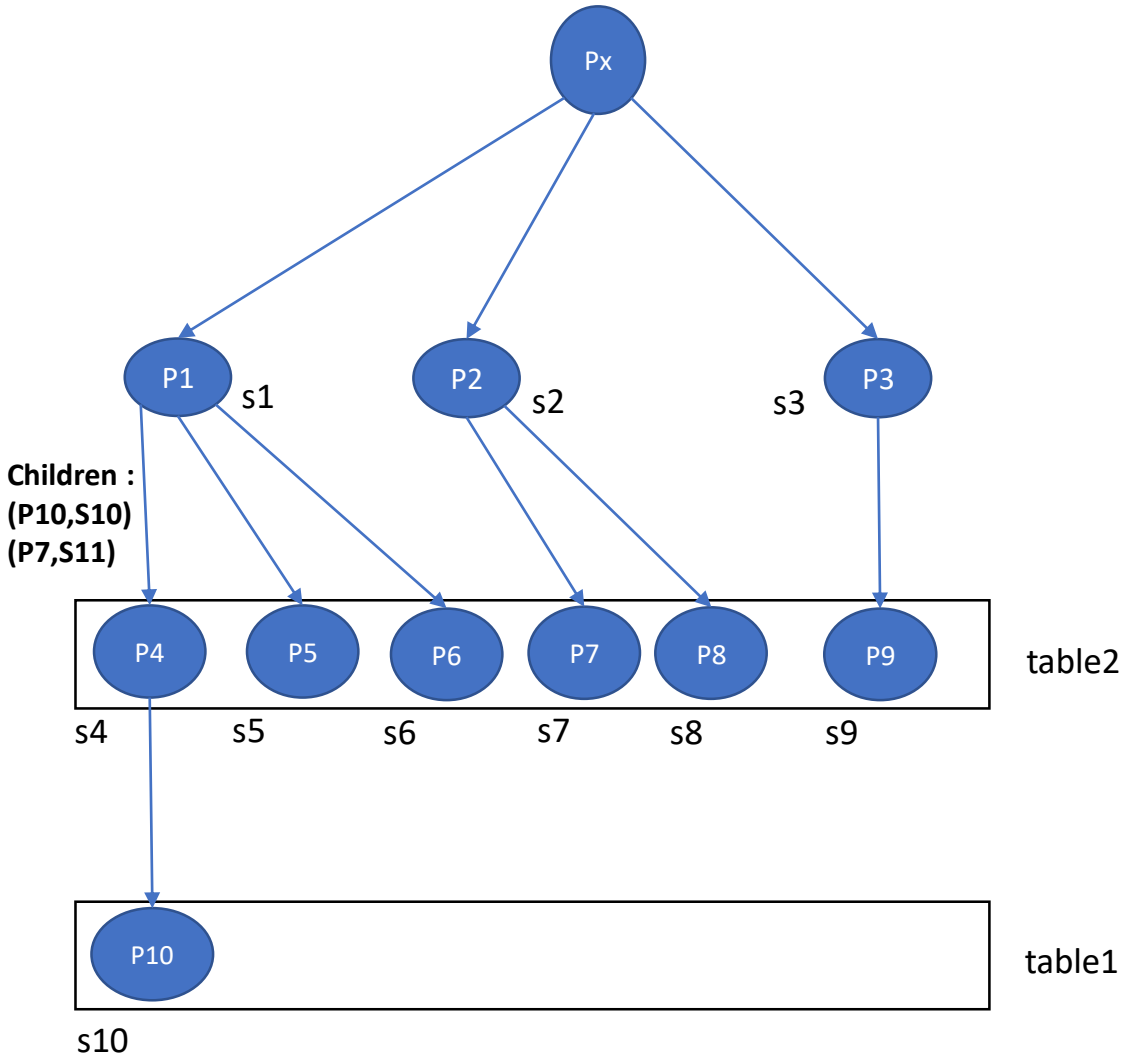 Px
P1
s1
P2
s2
s3
P3
Children :
(P10,S10)
(P7,S11)
P4
P5
P6
P7
P8
P9
table2
s4
s5
s6
s7
s8
s9
P10
table1
s10